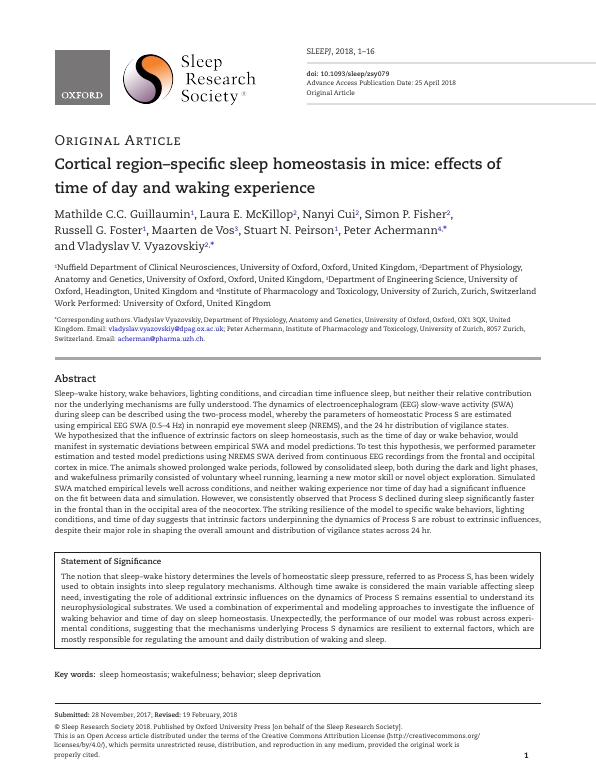 OXFORD
Sleep
Research
Society®
SLEEPJ, 2018, 1–16
doi: 10.1093/sleep/zsy079
Advance Access Publication Date: 25 April 2018
Original Article
Original Article
Cortical region–specific sleep homeostasis in mice: effects of
time of day and waking experience
Mathilde C.C. Guillaumin¹, Laura E. McKillop², Nanyi Cui², Simon P. Fisher²,
Russell G. Foster¹, Maarten de Vos³, Stuart N. Peirson¹, Peter Achermann⁴,*
and Vladyslav V. Vyazovskiy²,*
¹Nuffield Department of Clinical Neurosciences, University of Oxford, Oxford, United Kingdom, ²Department of Physiology,
Anatomy and Genetics, University of Oxford, Oxford, United Kingdom, ³Department of Engineering Science, University of
Oxford, Headington, United Kingdom and ⁴Institute of Pharmacology and Toxicology, University of Zurich, Zurich, Switzerland
Work Performed: University of Oxford, United Kingdom
*Corresponding authors. Vladyslav Vyazovskiy, Department of Physiology, Anatomy and Genetics, University of Oxford, Oxford, OX1 3QX, United
Kingdom. Email: vladyslav.vyazovskiy@dpag.ox.ac.uk; Peter Achermann, Institute of Pharmacology and Toxicology, University of Zurich, 8057 Zurich,
Switzerland. Email: acherman@pharma.uzh.ch.
Abstract
Sleep–wake history, wake behaviors, lighting conditions, and circadian time influence sleep, but neither their relative contribution
nor the underlying mechanisms are fully understood. The dynamics of electroencephalogram (EEG) slow-wave activity (SWA)
during sleep can be described using the two-process model, whereby the parameters of homeostatic Process S are estimated
using empirical EEG SWA (0.5–4 Hz) in nonrapid eye movement sleep (NREMS), and the 24 hr distribution of vigilance states.
We hypothesized that the influence of extrinsic factors on sleep homeostasis, such as the time of day or wake behavior, would
manifest in systematic deviations between empirical SWA and model predictions. To test this hypothesis, we performed parameter
estimation and tested model predictions using NREMS SWA derived from continuous EEG recordings from the frontal and occipital
cortex in mice. The animals showed prolonged wake periods, followed by consolidated sleep, both during the dark and light phases,
and wakefulness primarily consisted of voluntary wheel running, learning a new motor skill or novel object exploration. Simulated
SWA matched empirical levels well across conditions, and neither waking experience nor time of day had a significant influence
on the fit between data and simulation. However, we consistently observed that Process S declined during sleep significantly faster
in the frontal than in the occipital area of the neocortex. The striking resilience of the model to specific wake behaviors, lighting
conditions, and time of day suggests that intrinsic factors underpinning the dynamics of Process S are robust to extrinsic influences,
despite their major role in shaping the overall amount and distribution of vigilance states across 24 hr.
Statement of Significance
The notion that sleep–wake history determines the levels of homeostatic sleep pressure, referred to as Process S, has been widely
used to obtain insights into sleep regulatory mechanisms. Although time awake is considered the main variable affecting sleep
need, investigating the role of additional extrinsic influences on the dynamics of Process S remains essential to understand its
neurophysiological substrates. We used a combination of experimental and modeling approaches to investigate the influence of
waking behavior and time of day on sleep homeostasis. Unexpectedly, the performance of our model was robust across experi-
mental conditions, suggesting that the mechanisms underlying Process S dynamics are resilient to external factors, which are
mostly responsible for regulating the amount and daily distribution of waking and sleep.
Key words: sleep homeostasis; wakefulness; behavior; sleep deprivation
Submitted: 28 November, 2017; Revised: 19 February, 2018
© Sleep Research Society 2018. Published by Oxford University Press [on behalf of the Sleep Research Society].
This is an Open Access article distributed under the terms of the Creative Commons Attribution License (http://creativecommons.org/
licenses/by/4.0/), which permits unrestricted reuse, distribution, and reproduction in any medium, provided the original work is
properly cited.
1